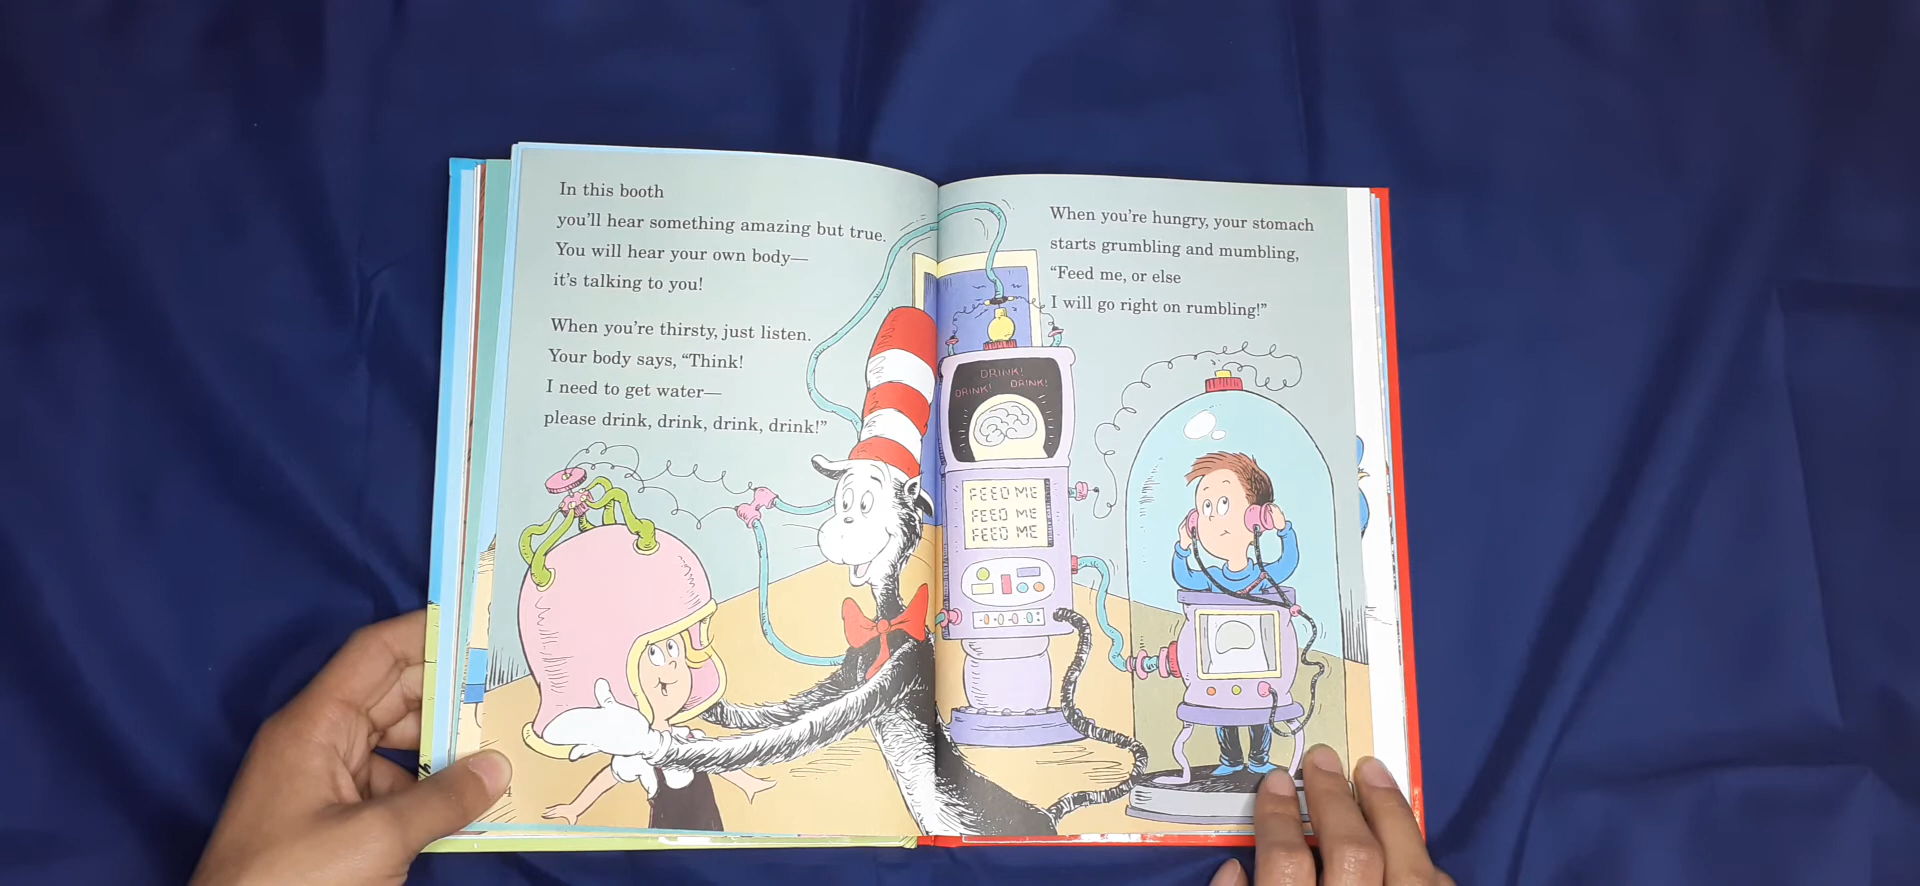 In this booth
you’ll hear something amazing but true.
You will hear your own body—
it’s talking to you!
When you’re thirsty, just listen.
Your body says, “Think!
I need to get water—
please drink, drink, drink, drink!”
When you’re hungry, your stomach
starts grumbling and mumbling,
“Feed me, or else
I will go right on rumbling!”
DRINK!
DRINK! DRINK!
FEED ME
FEED ME
FEED ME